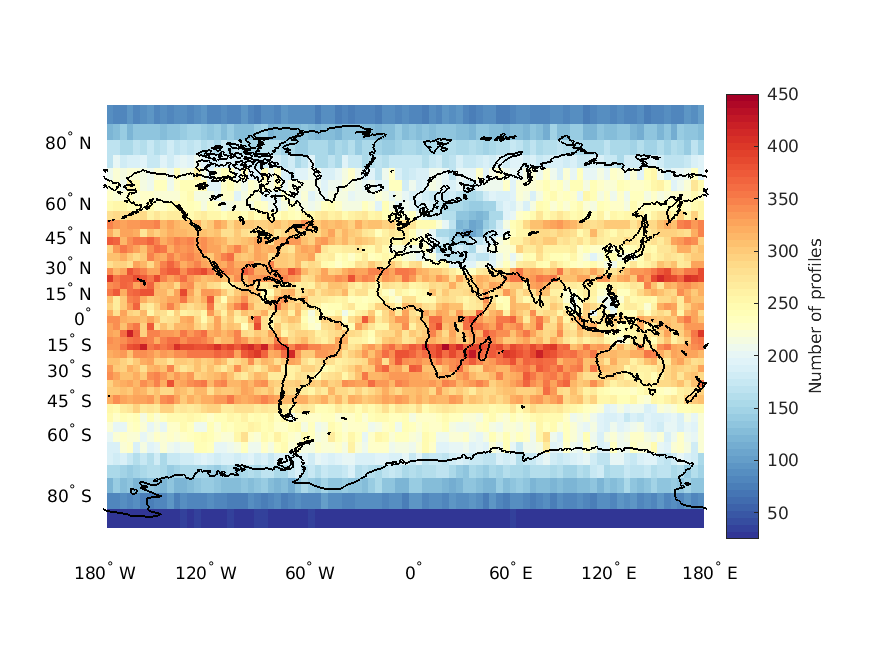 80° N
60° N
45° N
30° N
15° N
0°
15° S
30° S
45° S
60° S
80° S
180° W
120° W
60° W
0°
60° E
120° E
180° E
450
400
350
300
250
200
150
100
50
Number of profiles